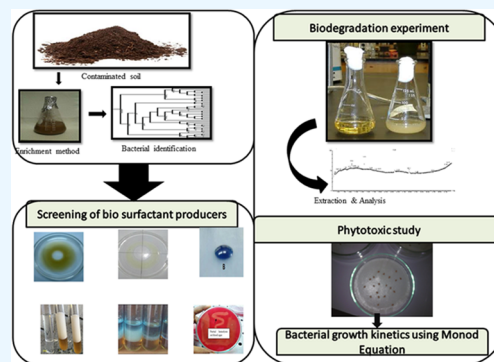 Contaminated soil
Enrichment method
Bacterial identification
Screening of bio surfactant producers
Biodegradation experiment
Extraction & Analysis
Phytotoxic study
Bacterial growth kinetics using Monod
Equation